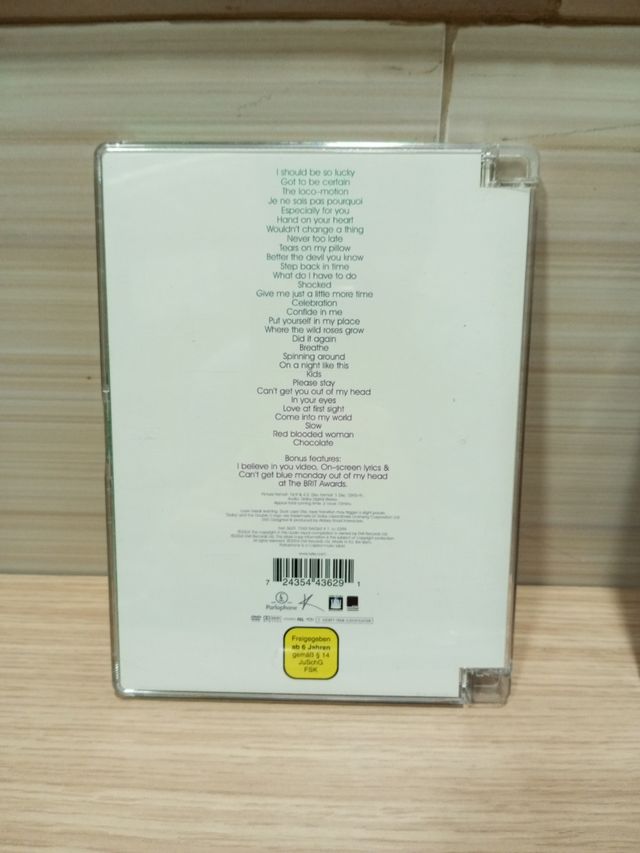 I should be so lucky
Got to be certain
The loco-motion
Je ne sais pas pourquoi
Especially for you
Hand on your heart
Wouldn't change a thing
Never too late
Tears on my pillow
Better the devil you know
Step back in time
What do I have to do
Shocked
Give me just a little more time
Celebration
Confide in me
Put yourself in my place
Where the wild roses grow
Did it again
Breathe
Spinning around
On a night like this
Kids
Please stay
Can't get you out of my head
In your eyes
Love at first sight
Come into my world
Slow
Red blooded woman
Chocolate
Bonus features:
I believe in you video, On-screen lyrics &
Can't get blue monday out of my head
at The BRIT Awards.
7 24354 43629 1
Parlophone
Freigegeben
ab 6 Jahren
gemäß § 14
JuSchG
FSK